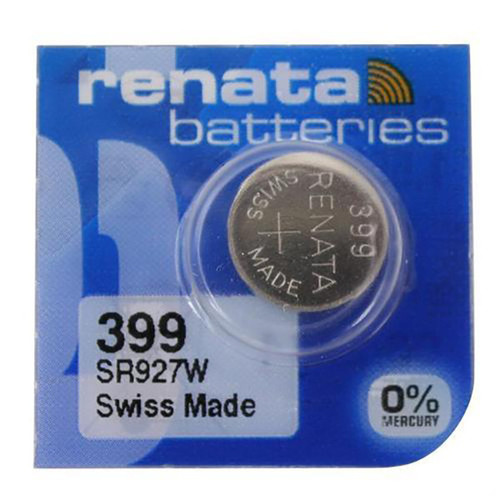 renata
batteries
SWISS
RENATA
399
+
MADE
399
SR927W
Swiss Made
0%
MERCURY